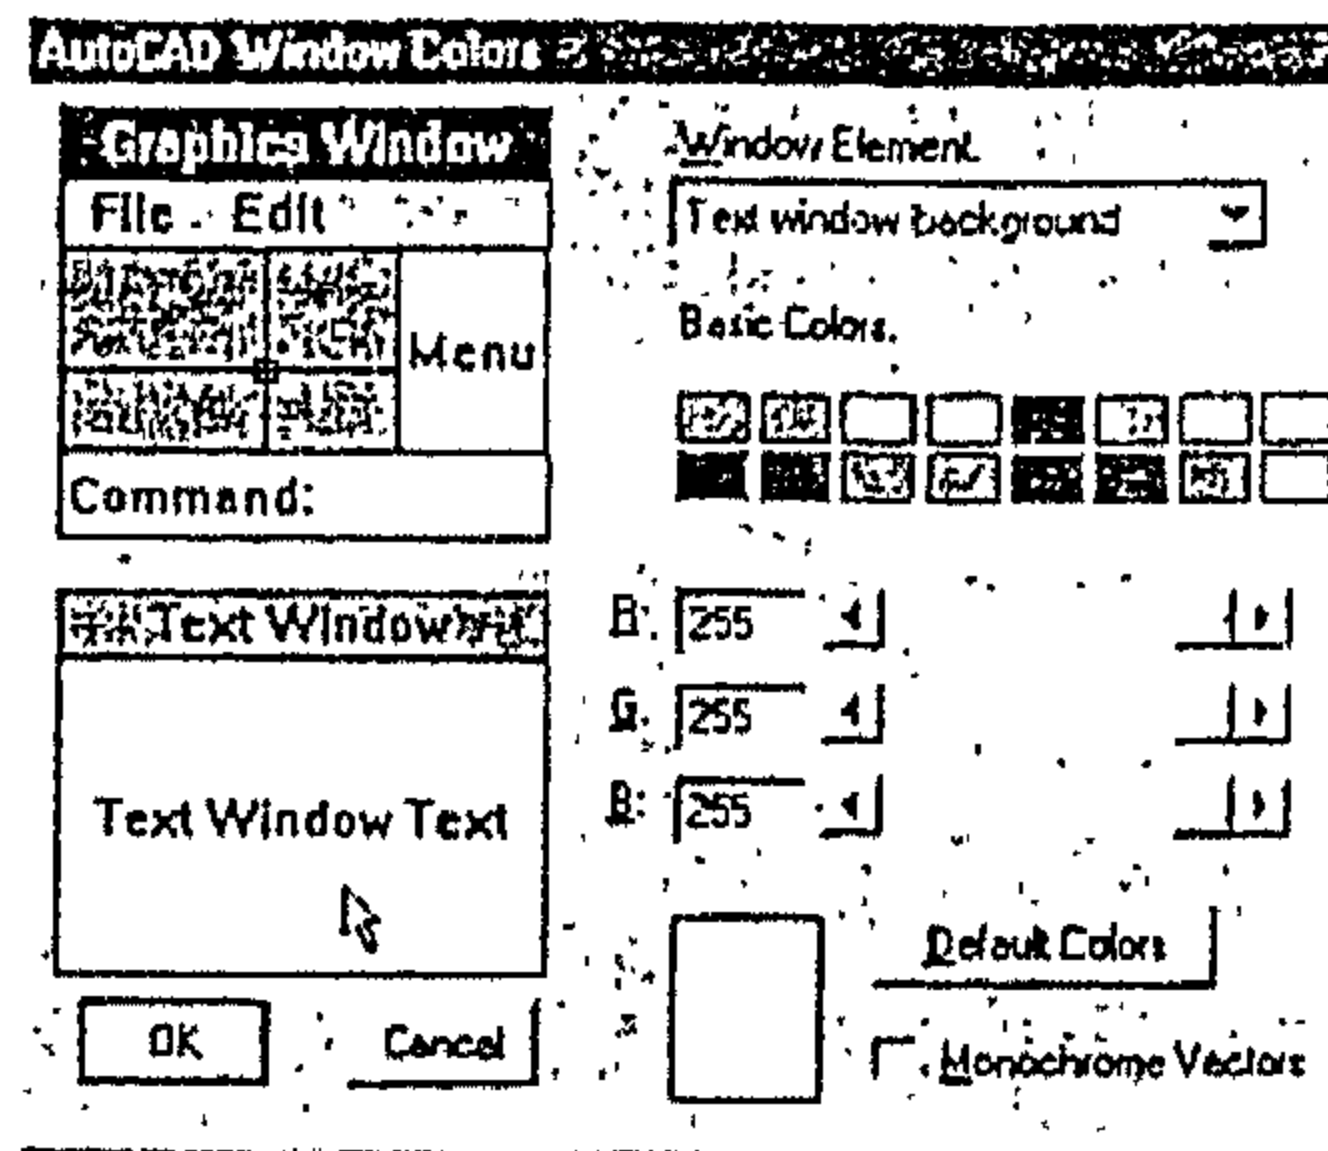 AutoCAD Window Colors
Graphics Window
File Edit
Menu
Command:
Text Window
Text Window Text
OK
Cancel
Window Element
Text window background
Basic Colors.
R: 255
G. 255
B: 255
Default Colors
Monochrome Vectors